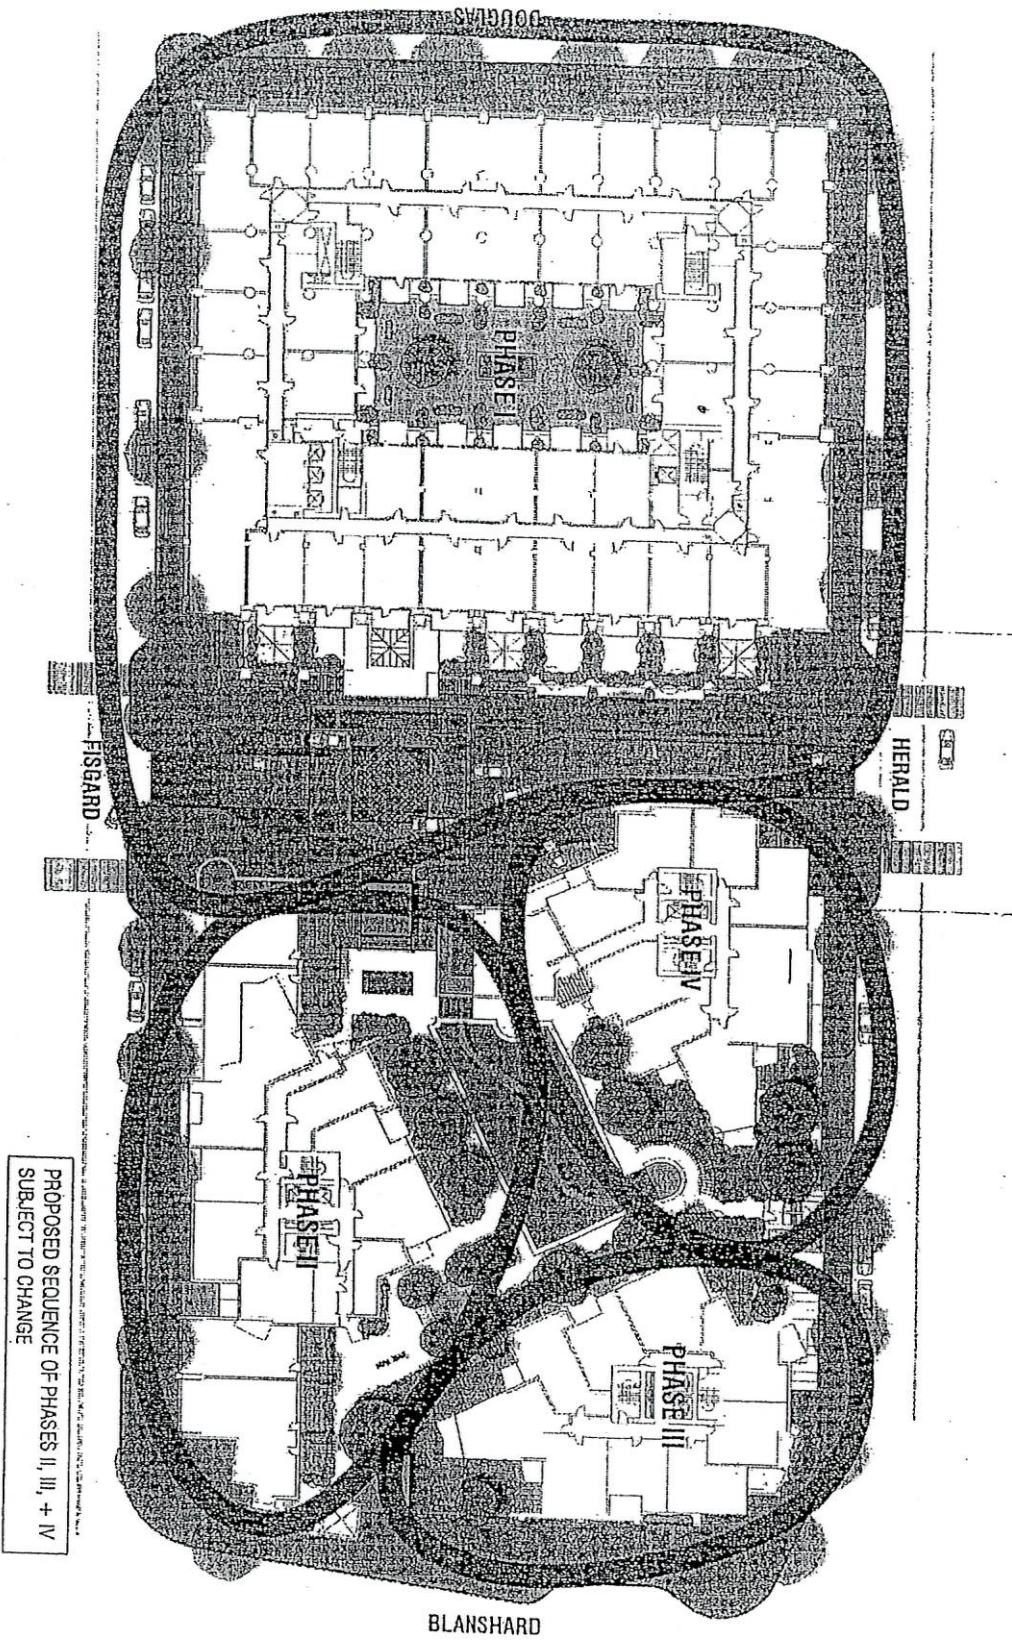 DOUGLAS
PHASE I
FISGARD
HERALD
PHASE IV
PHASE II
PHASE III
BLANSHARD
PROPOSED SEQUENCE OF PHASES II, III, + IV
SUBJECT TO CHANGE